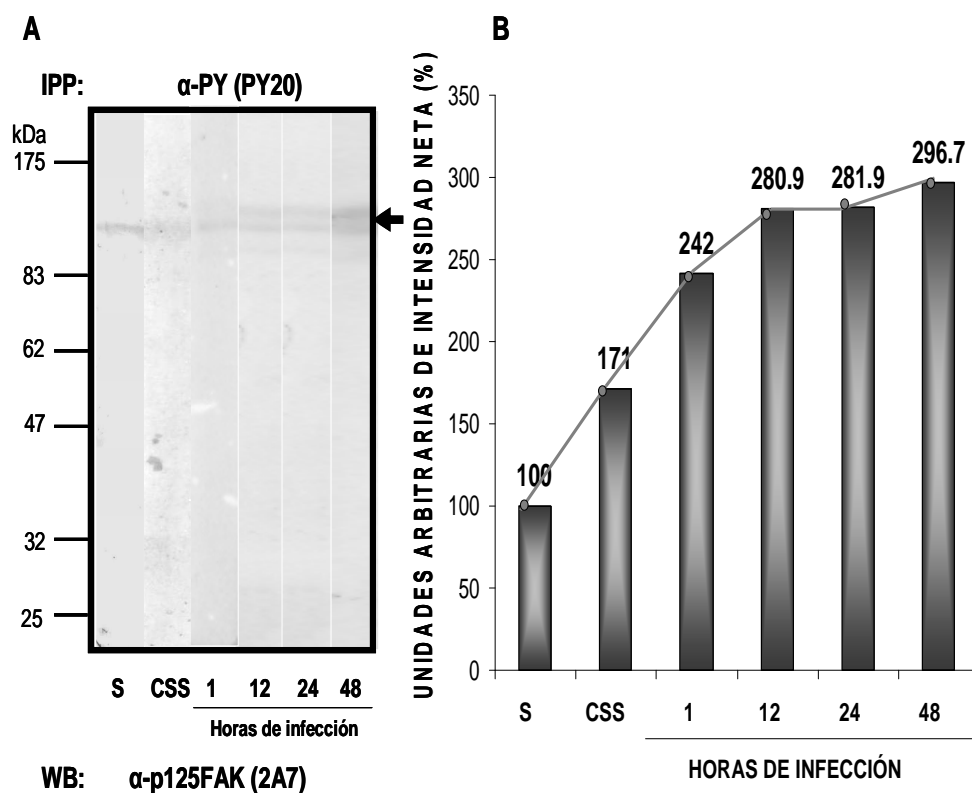 A
IPP: α-PY (PY20)
kDa
175
83
62
47
32
25
S CSS 1 12 24 48
Horas de infección
WB: α-p125FAK (2A7)
B
UNIDADES ARBITRARIAS DE INTENSIDAD NETA (%)
350
300
250
200
150
100
50
0
100
171
242
280.9
281.9
296.7
S CSS 1 12 24 48
HORAS DE INFECCIÓN